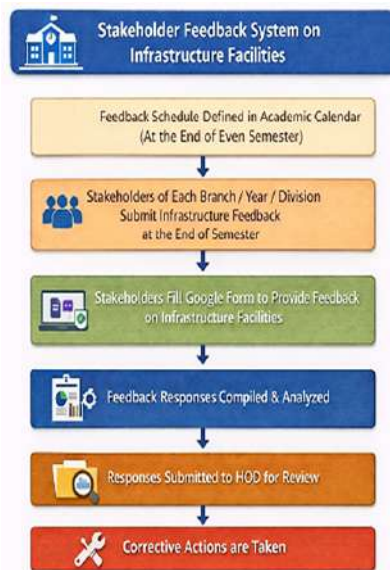 Stakeholder Feedback System on
Infrastructure Facilities
Feedback Schedule Defined in Academic Calendar
(At the End of Even Semester)
Stakeholders of Each Branch / Year / Division
Submit Infrastructure Feedback
at the End of Semester
Stakeholders Fill Google Form to Provide Feedback
on Infrastructure Facilities
Feedback Responses Compiled & Analyzed
Responses Submitted to HOD for Review
Corrective Actions are Taken